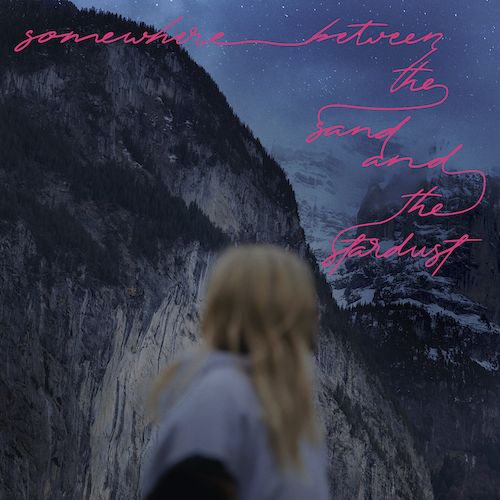 somewhere between
the
sand
and
the
stardust